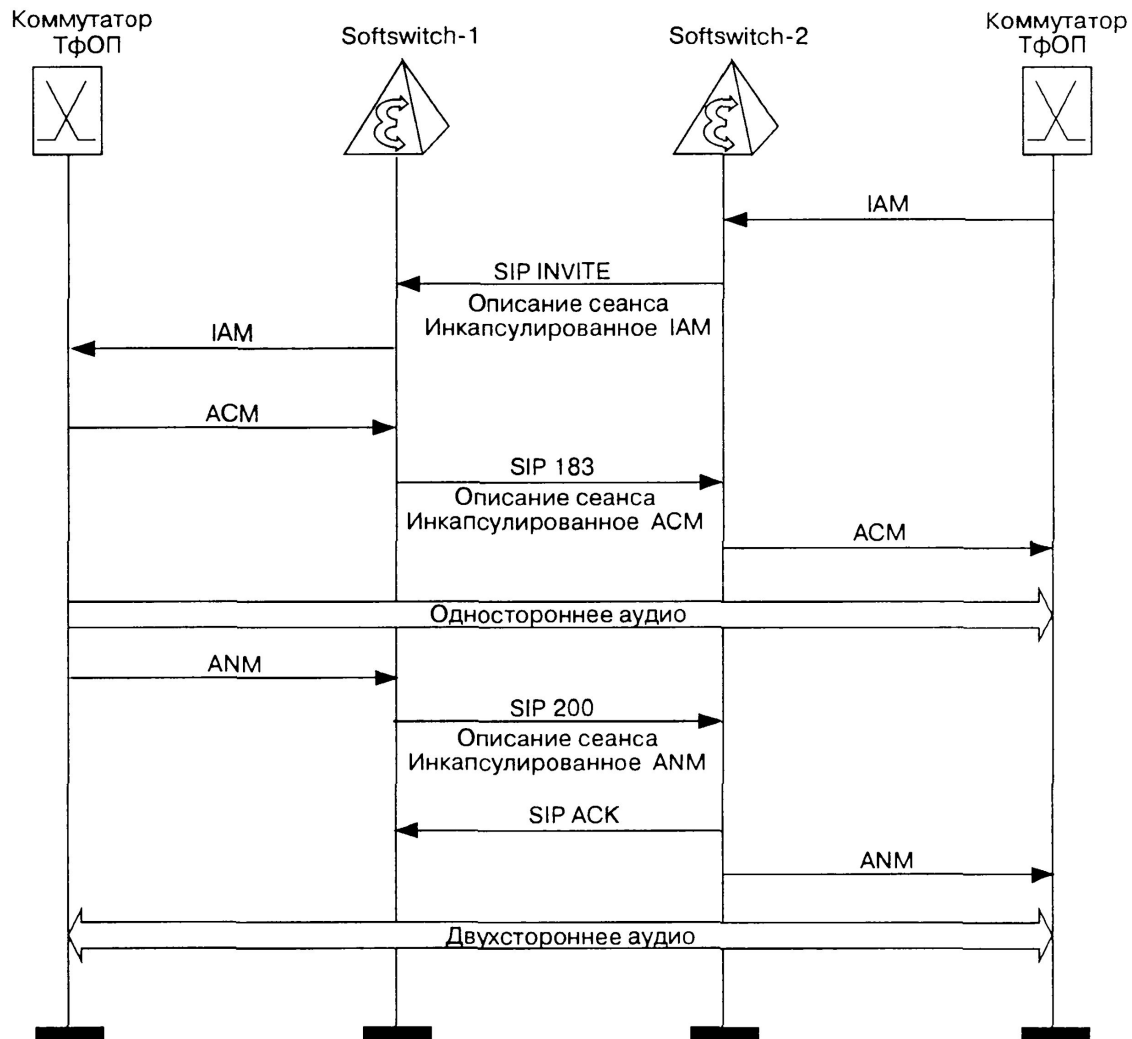 Коммутатор
ТфОП
Softswitch-1
Softswitch-2
Коммутатор
ТфОП
IAM
SIP INVITE
Описание сеанса
Инкапсулированное IAM
IAM
ACM
SIP 183
Описание сеанса
Инкапсулированное ACM
ACM
Одностороннее аудио
ANM
SIP 200
Описание сеанса
Инкапсулированное ANM
SIP ACK
ANM
Двухстороннее аудио